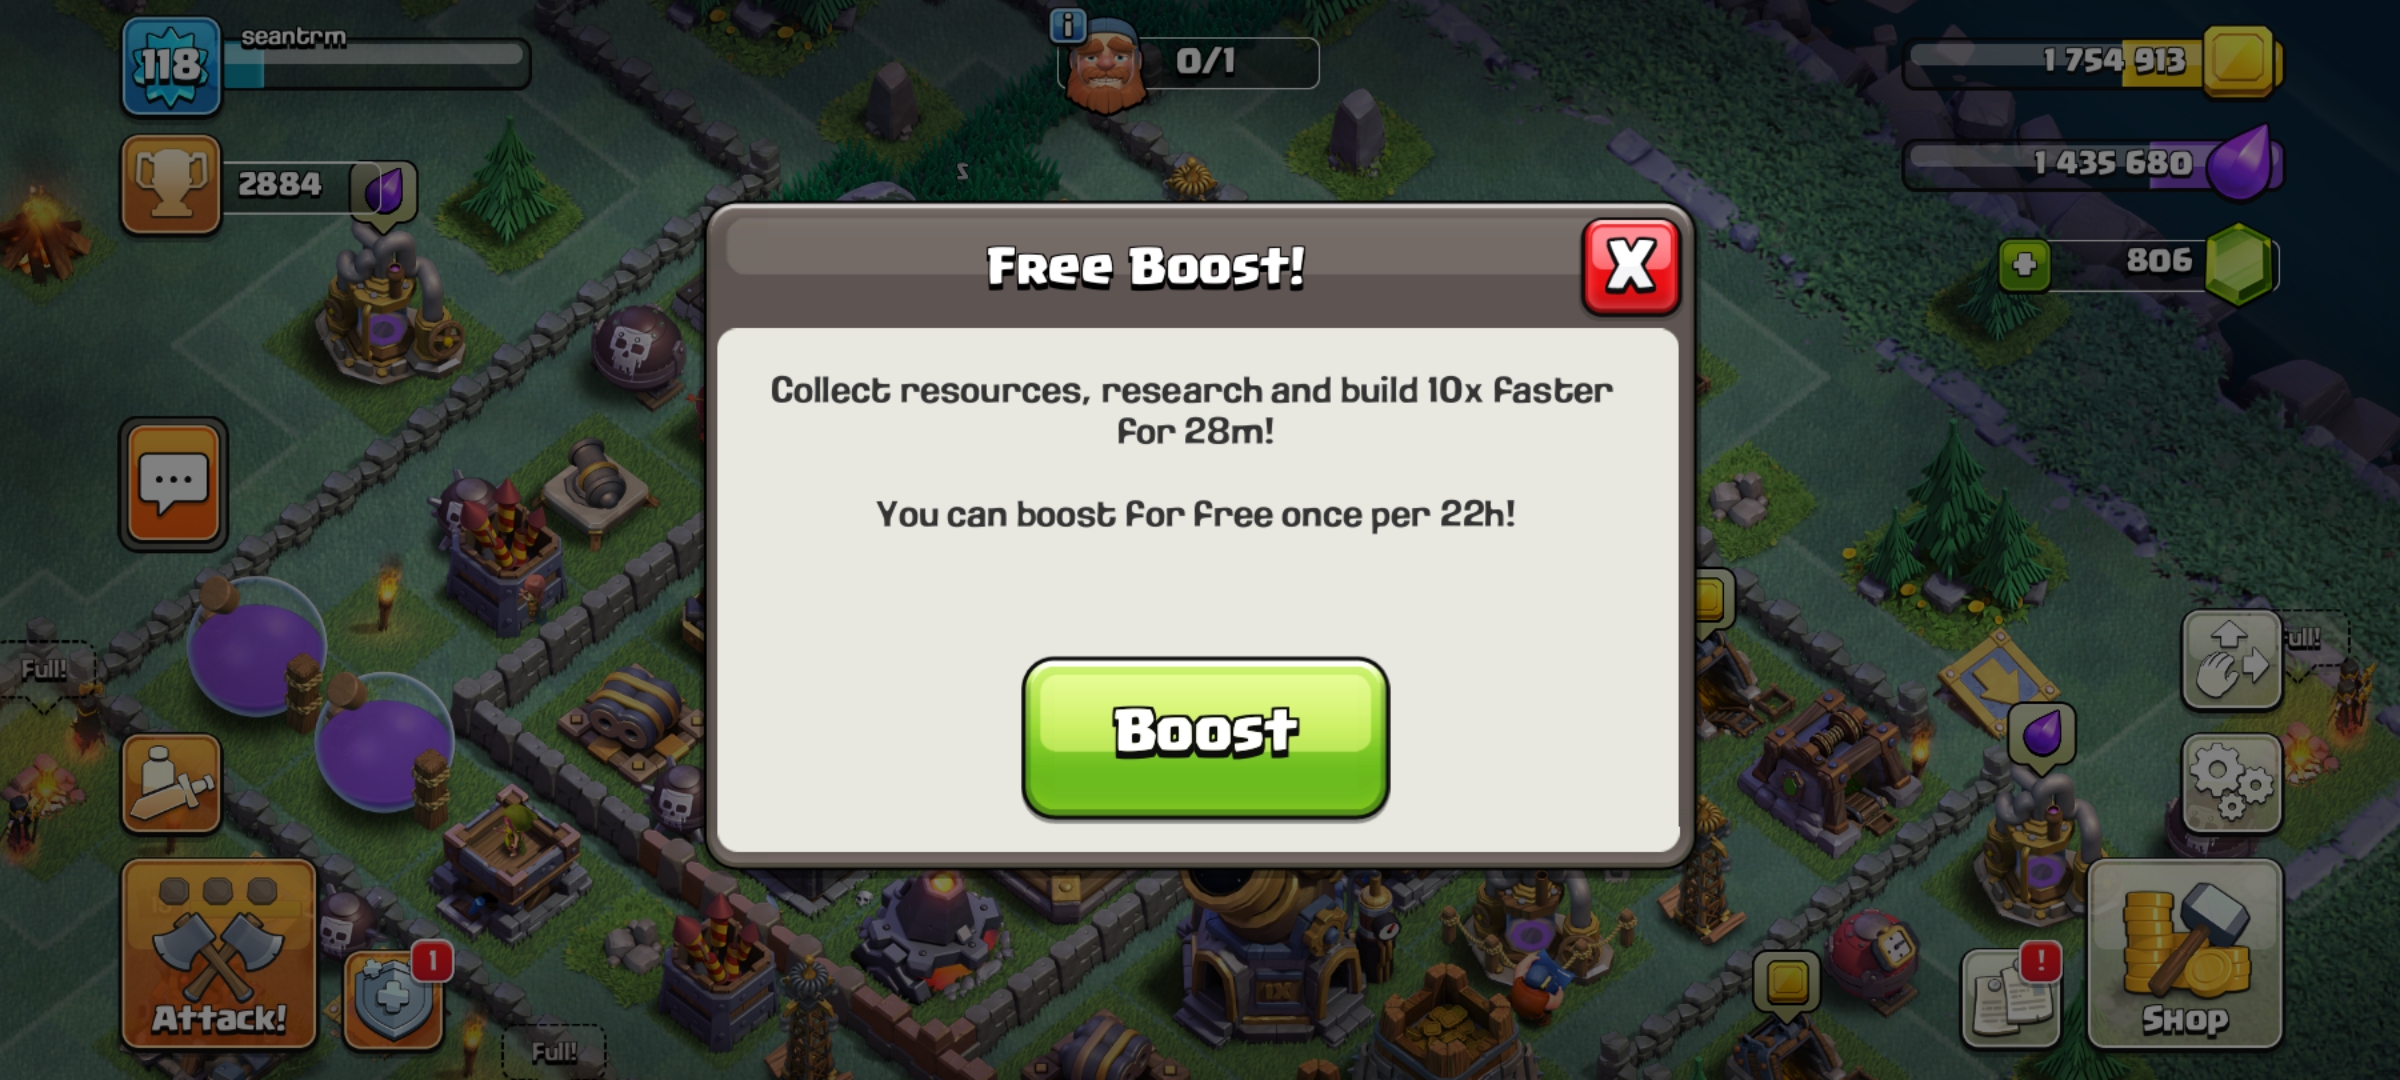 118
seantrm
i
0/1
1 754 913
2884
1 435 680
806
Free Boost!
X
Collect resources, research and build 10x faster
for 28m!
You can boost for free once per 22h!
Boost
Full!
Attack!
1
Full!
!
Shop